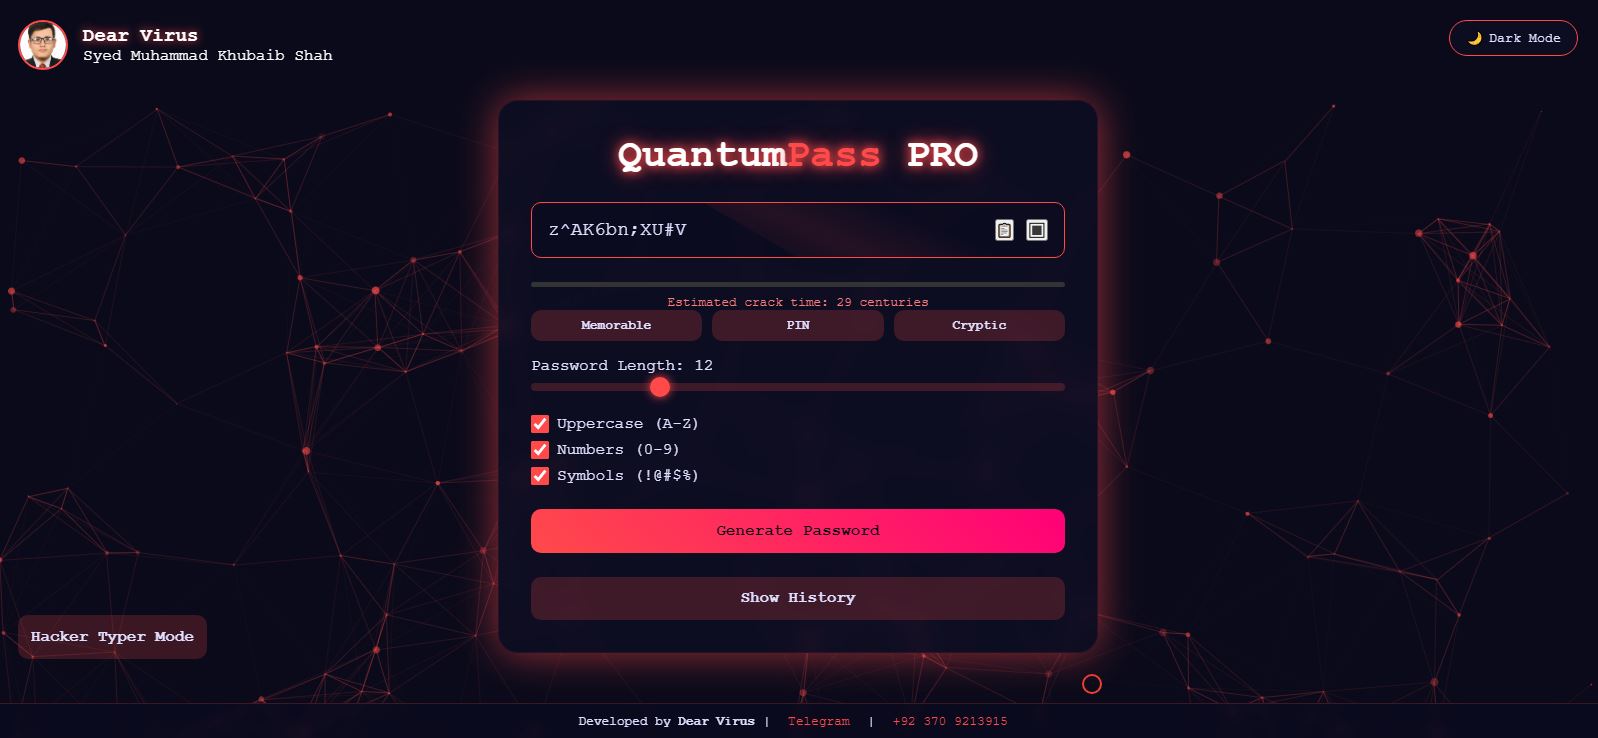 Dear Virus
Syed Muhammad Khubaib Shah
Dark Mode
QuantumPass PRO
z^AK6bn;XU#V
Estimated crack time: 29 centuries
Memorable PIN Cryptic
Password Length: 12
Uppercase (A-Z)
Numbers (0-9)
Symbols (!@#$%)
Generate Password
Show History
Hacker Typer Mode
Developed by Dear Virus | Telegram | +92 370 9213915